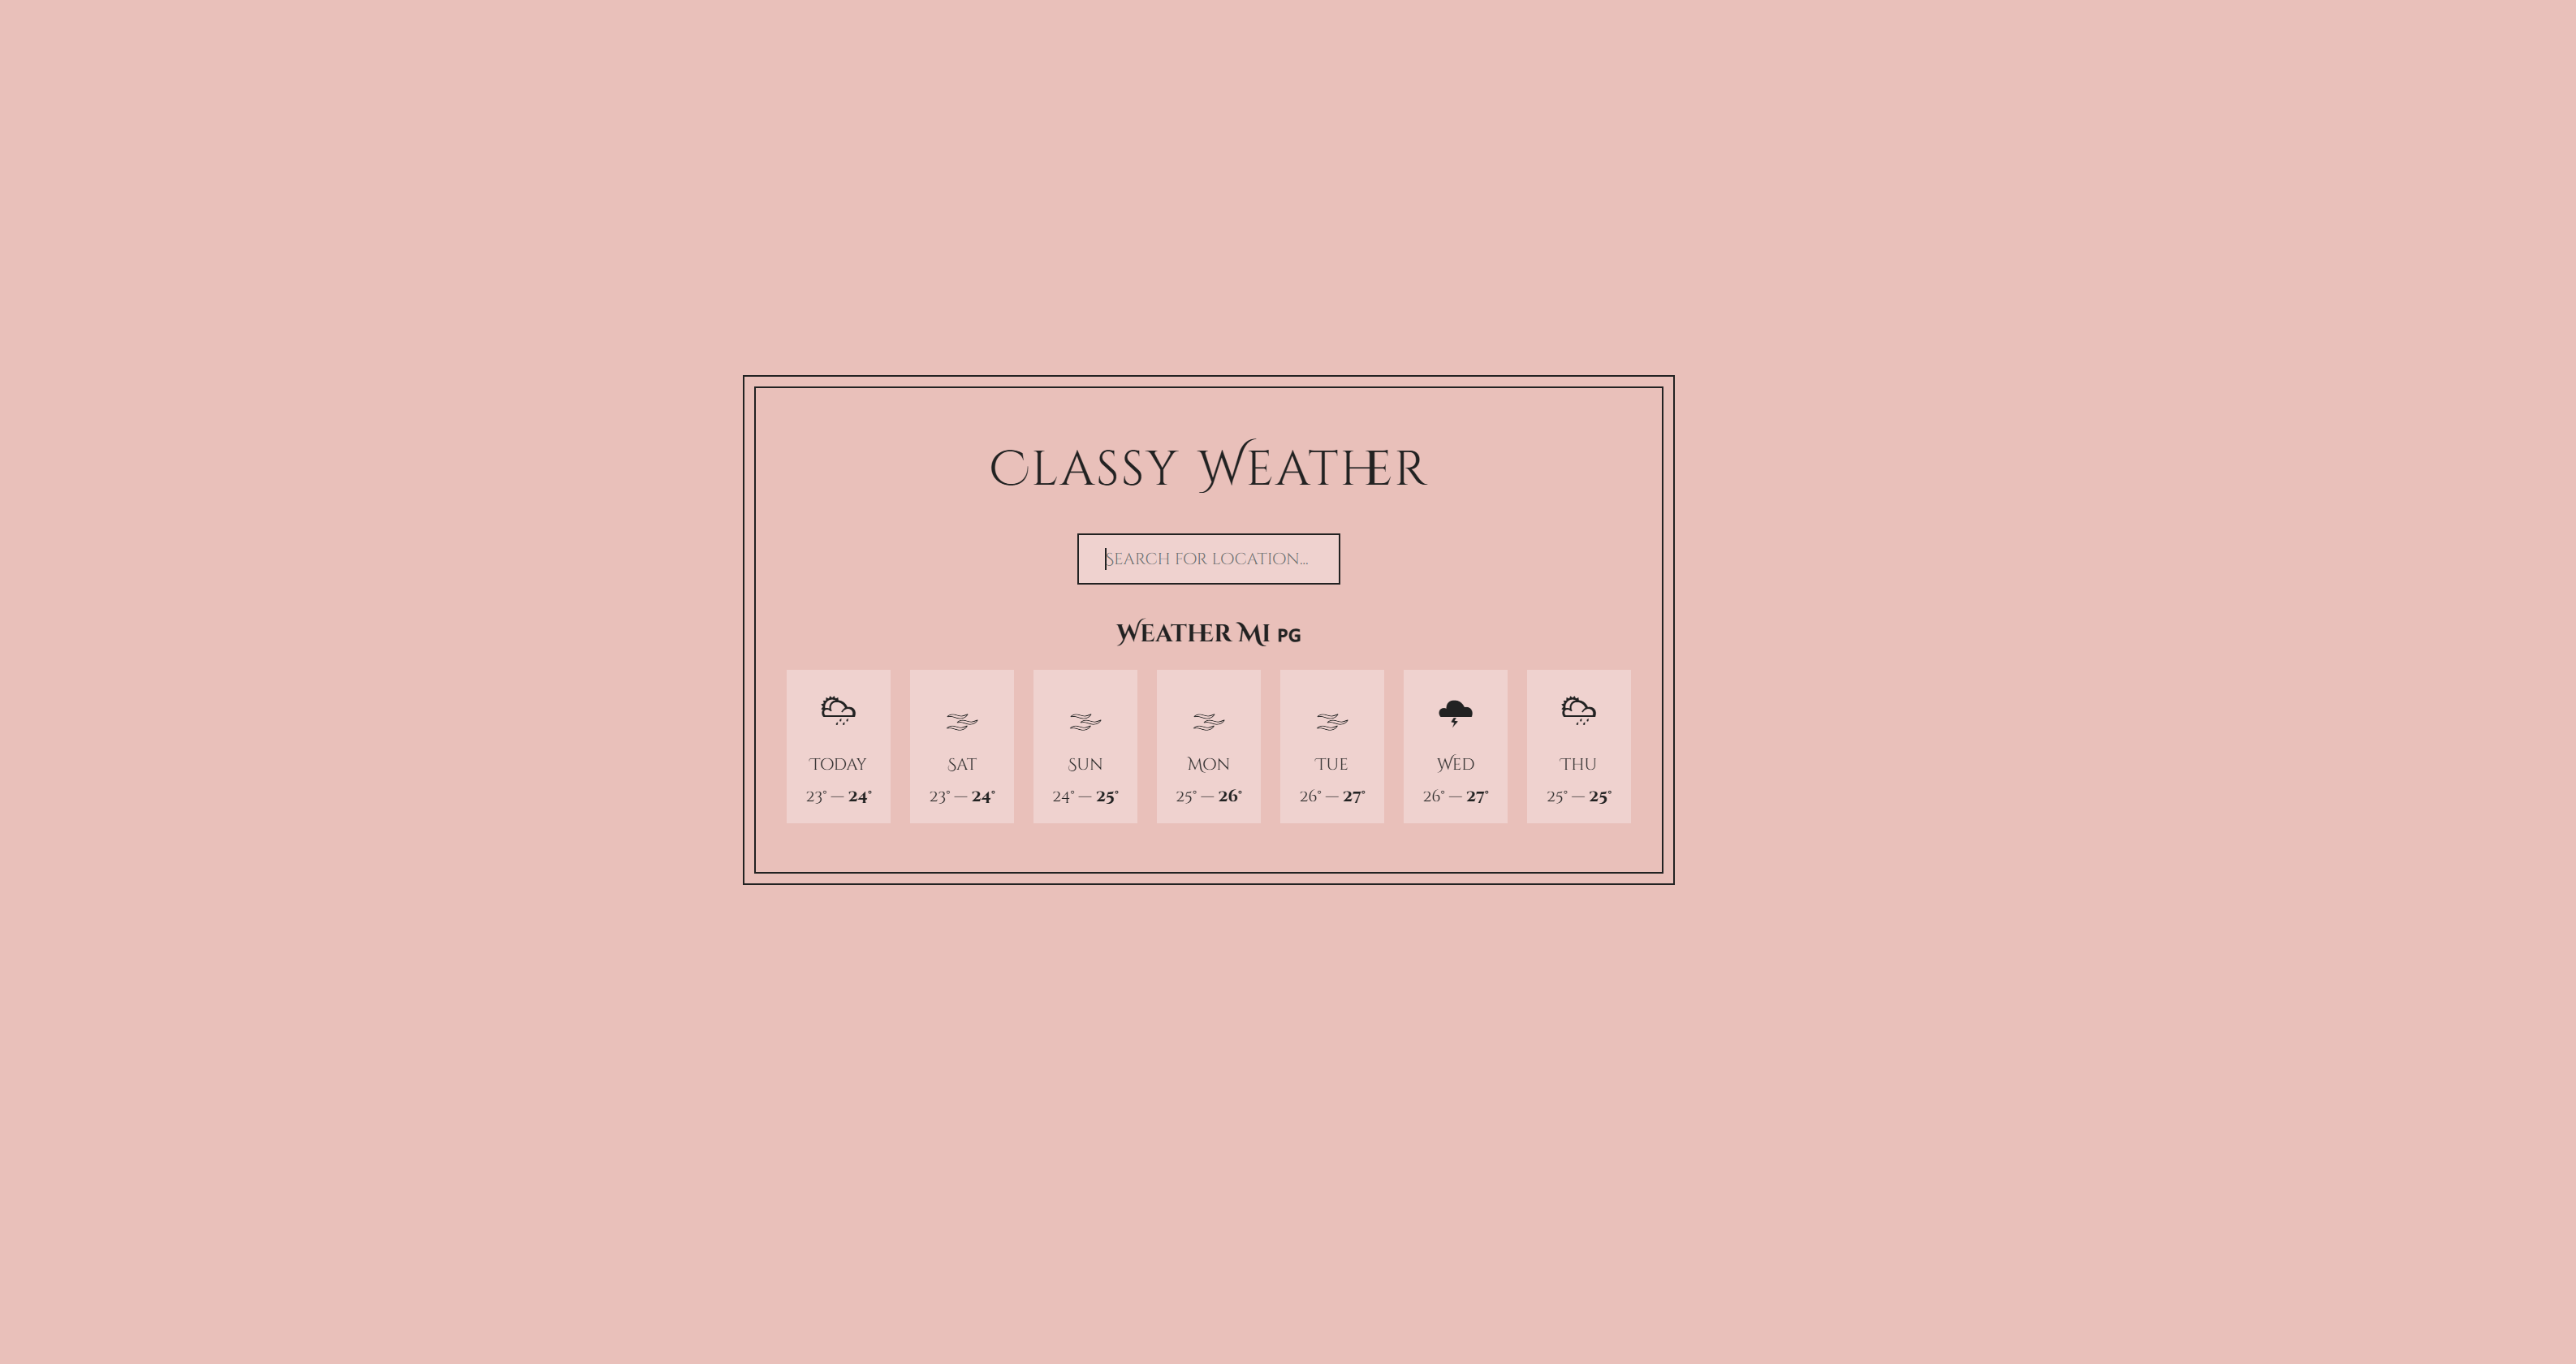 Classy Weather
Search for location...
Weather Mi PG
Today Sat Sun Mon Tue Wed Thu
23° — 24° 23° — 24° 24° — 25° 25° — 26° 26° — 27° 26° — 27° 25° — 25°